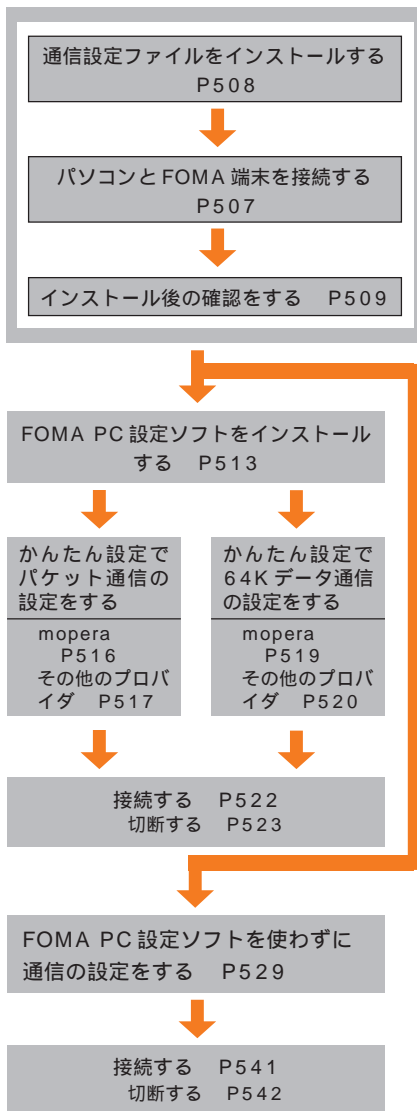 通信設定ファイルをインストールする
P508
パソコンとFOMA 端末を接続する
P507
インストール後の確認をする P509
FOMA PC 設定ソフトをインストール
する P513
かんたん設定で
パケット通信の
設定をする
mopera
P516
その他のプロバ
イダ P517
かんたん設定で
64K データ通信
の設定をする
mopera
P519
その他のプロバ
イダ P520
接続する P522
切断する P523
FOMA PC 設定ソフトを使わずに
通信の設定をする P529
接続する P541
切断する P542